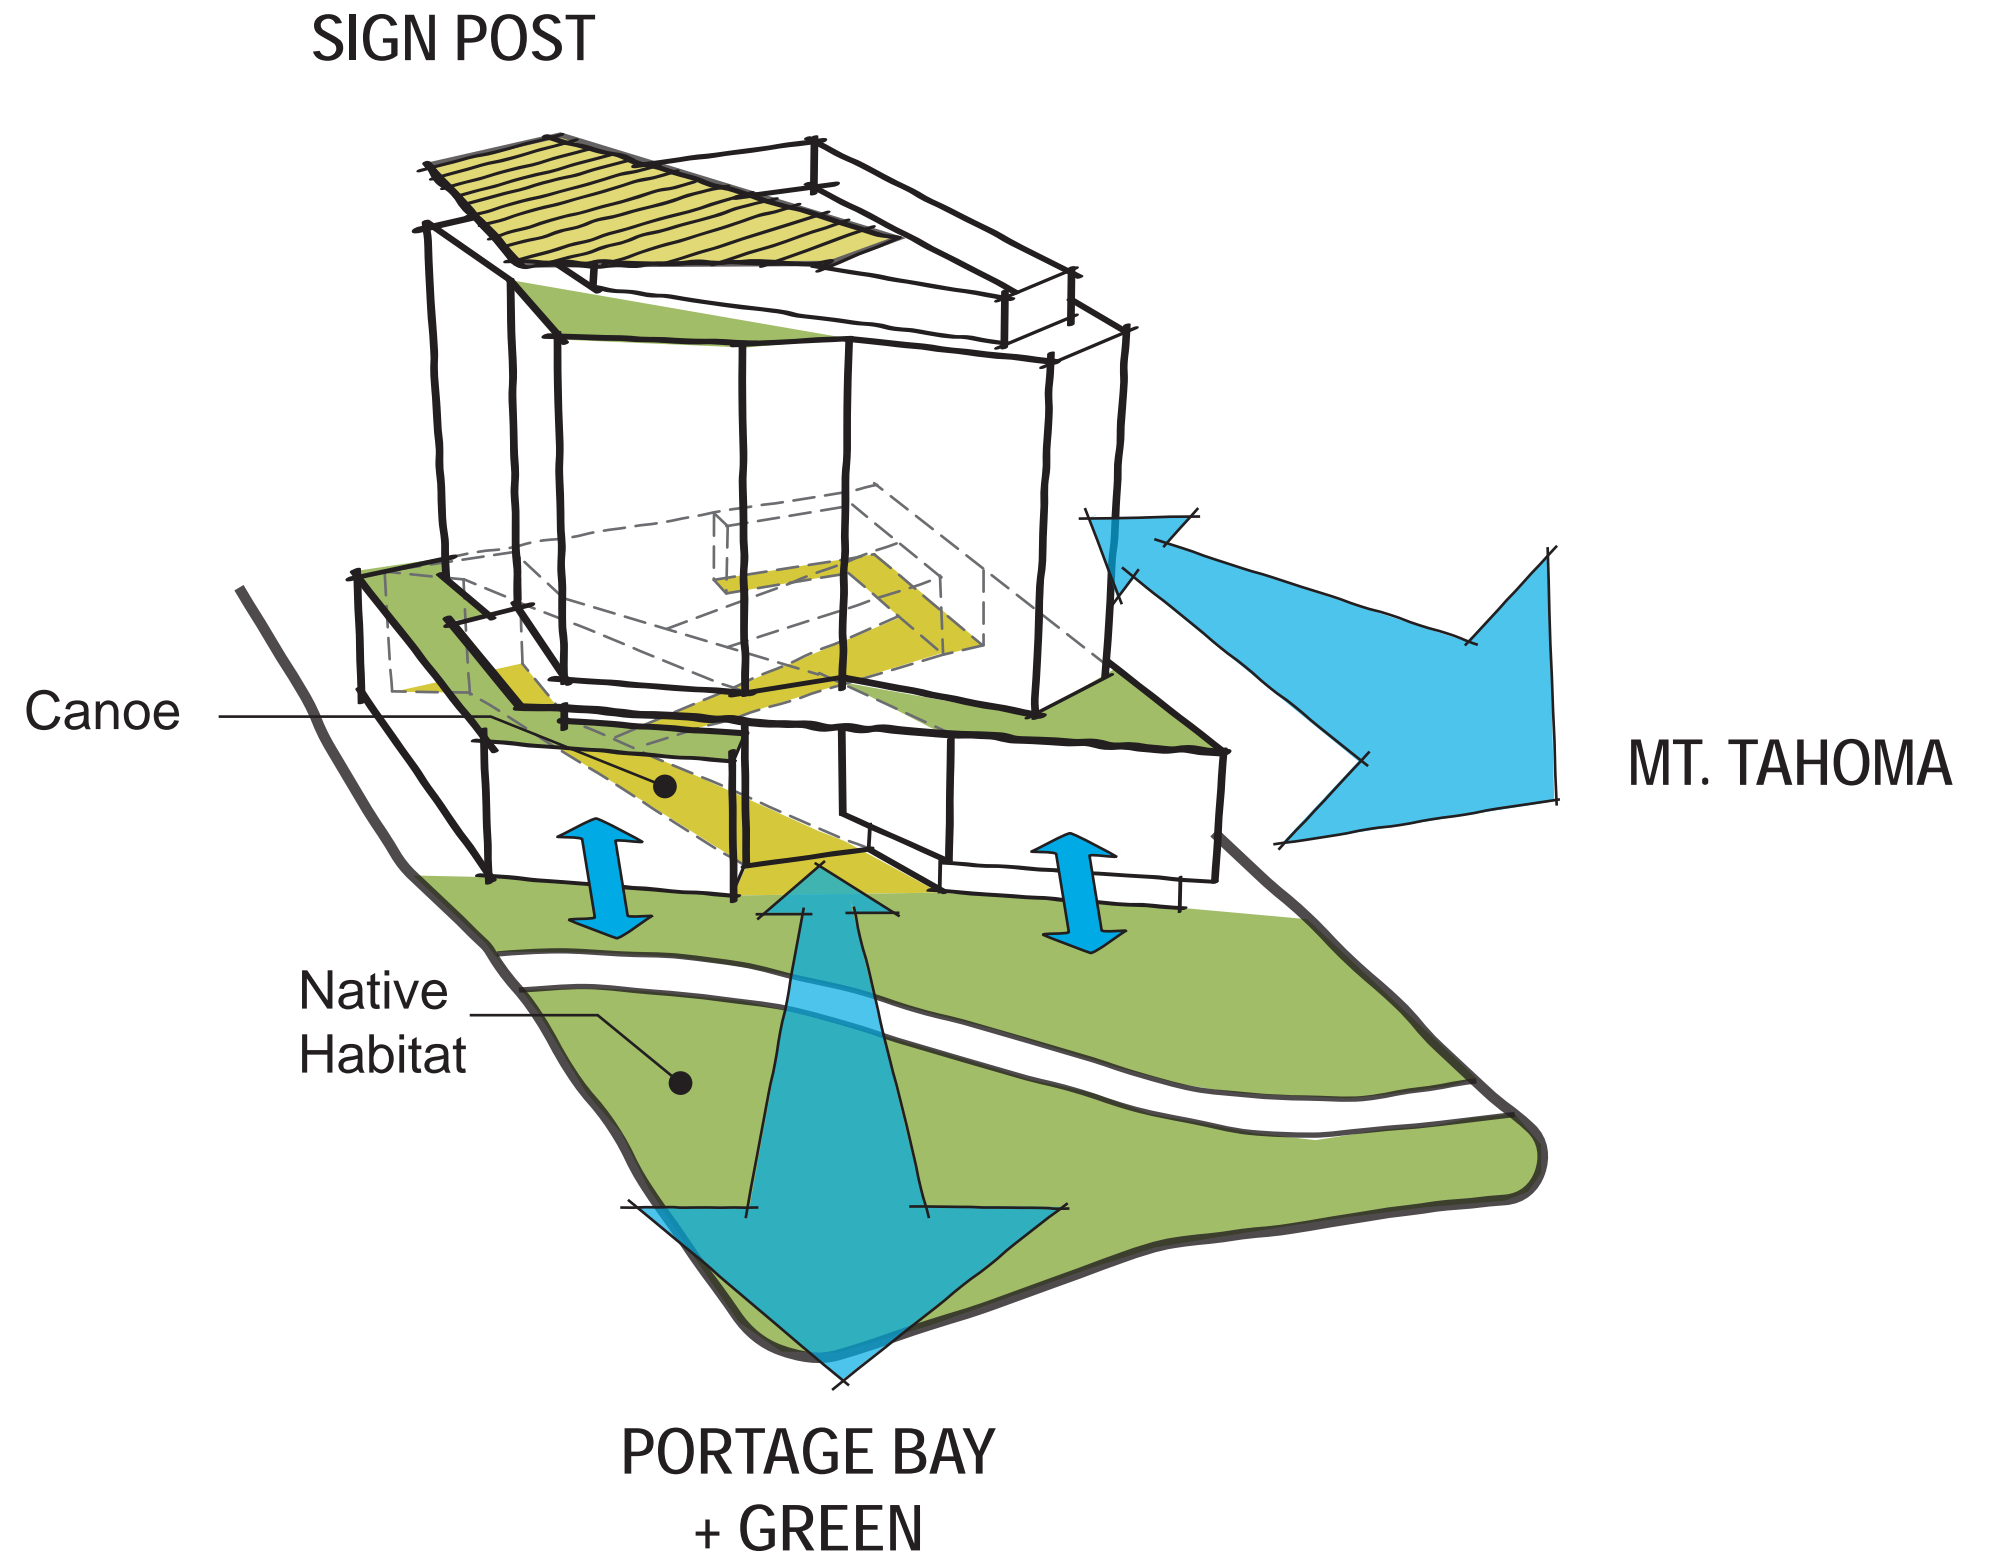 SIGN POST
Canoe
MT. TAHOMA
Native
Habitat
PORTAGE BAY
+ GREEN